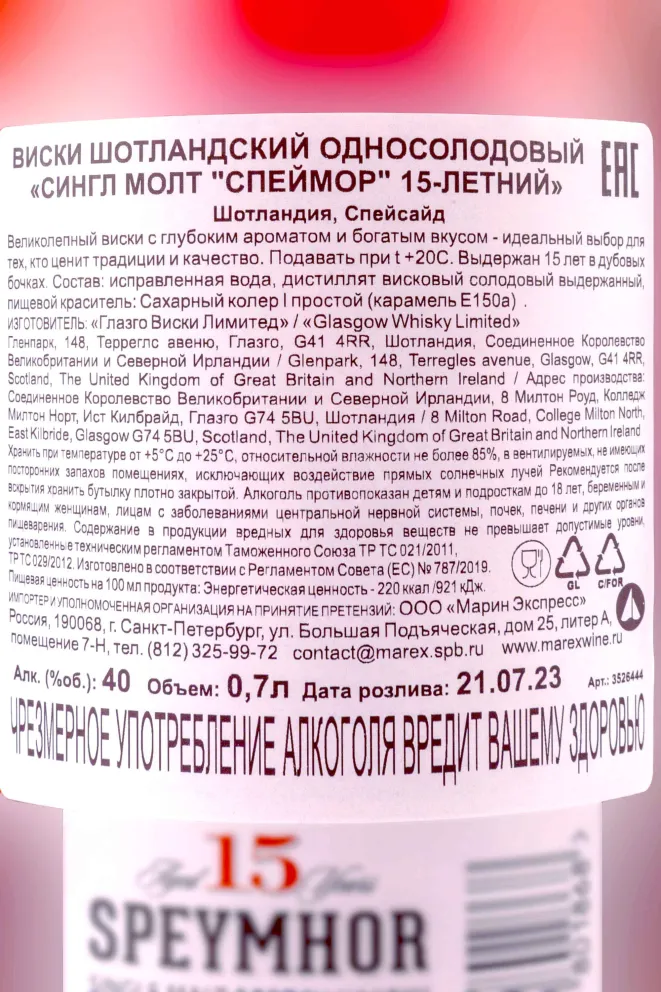 ВИСКИ ШОТЛАНДСКИЙ ОДНОСОЛОДОВЫЙ
«СИНГЛ МОЛТ "СПЕЙМОР" 15-ЛЕТНИЙ»
EAC
Шотландия, Спейсайд
Великолепный виски с глубоким ароматом и богатым вкусом - идеальный выбор для
тех, кто ценит традиции и качество. Подавать при t +20С. Выдержан 15 лет в дубовых
бочках. Состав: исправленная вода, дистиллят висковый солодовый выдержанный,
пищевой краситель: Сахарный колер I простой (карамель Е150а) .
ИЗГОТОВИТЕЛЬ: «Глазго Виски Лимитед» / «Glasgow Whisky Limited»
Гленпарк, 148, Терреглс авеню, Глазго, G41 4RR, Шотландия, Соединенное Королевство
Великобритании и Северной Ирландии / Glenpark, 148, Terregles avenue, Glasgow, G41 4RR,
Scotland, The United Kingdom of Great Britain and Northern Ireland / Адрес производства:
Соединенное Королевство Великобритании и Северной Ирландии, 8 Милтон Роуд, Колледж
Милтон Норт, Ист Килбрайд, Глазго G74 5BU, Шотландия / 8 Milton Road, College Milton North,
East Kilbride, Glasgow G74 5BU, Scotland, The United Kingdom of Great Britain and Northern Ireland
Хранить при температуре от +5°С до +25°С, относительной влажности не более 85%, в вентилируемых, не имеющих
посторонних запахов помещениях, исключающих воздействие прямых солнечных лучей Рекомендуется после
вскрытия хранить бутылку плотно закрытой. Алкоголь противопоказан детям и подросткам до 18 лет, беременным и
кормящим женщинам, лицам с заболеваниями центральной нервной системы, почек, печени и других органов
пищеварения. Содержание в продукции вредных для здоровья веществ не превышает допустимые уровни,
установленные техническим регламентом Таможенного Союза ТР ТС 021/2011,
ТР ТС 029/2012. Изготовлено в соответствии с Регламентом Совета (ЕС) № 787/2019.
Пищевая ценность на 100 мл продукта: Энергетическая ценность - 220 ккал /921 кДж.
GL C/FOR
ИМПОРТЕР И УПОЛНОМОЧЕННАЯ ОРГАНИЗАЦИЯ НА ПРИНЯТИЕ ПРЕТЕНЗИЙ: ООО «Марин Экспресс»
Россия, 190068, г. Санкт-Петербург, ул. Большая Подъяческая, дом 25, литер А,
помещение 7-Н, тел. (812) 325-99-72 contact@marex.spb.ru www.marexwine.ru
Алк. (%об.): 40 Объем: 0,7л Дата розлива: 21.07.23 Арт.: 3526444
ЧРЕЗМЕРНОЕ УПОТРЕБЛЕНИЕ АЛКОГОЛЯ ВРЕДИТ ВАШЕМУ ЗДОРОВЬЮ
Aged 15 Years
SPEYMHOR